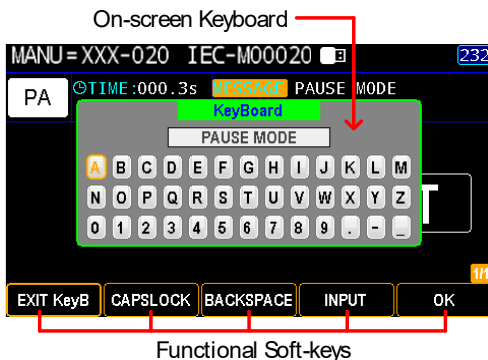 On-screen Keyboard
MANU=XXX-020 IEC-M00020 232
PA TIME:000.3s MESSAGE PAUSE MODE
KeyBoard
PAUSE MODE
A B C D E F G H I J K L M
N O P Q R S T U V W X Y Z
0 1 2 3 4 5 6 7 8 9 . - _
T
1/1
EXIT KeyB CAPSLOCK BACKSPACE INPUT OK
Functional Soft-keys